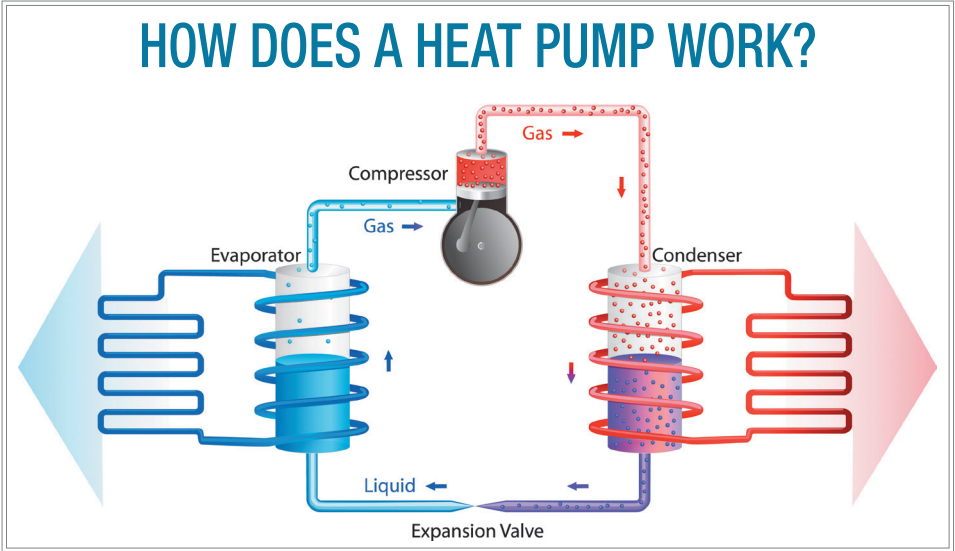 HOW DOES A HEAT PUMP WORK?
Gas
Compressor
Gas
Evaporator
Condenser
Liquid
Expansion Valve